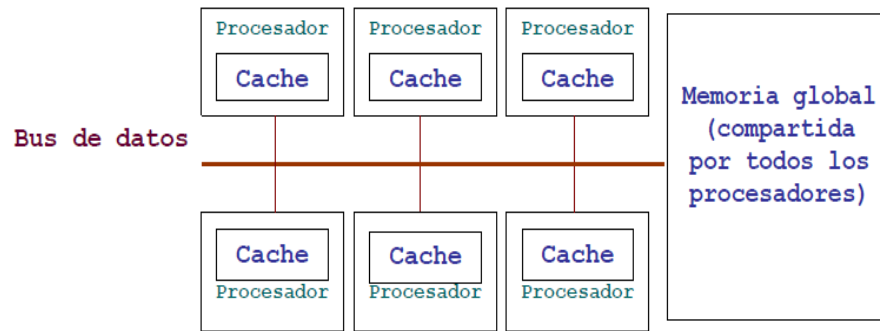 Procesador
Procesador
Procesador
Cache
Cache
Cache
Bus de datos
Memoria global
(compartida
por todos los
procesadores)
Cache
Cache
Cache
Procesador
Procesador
Procesador